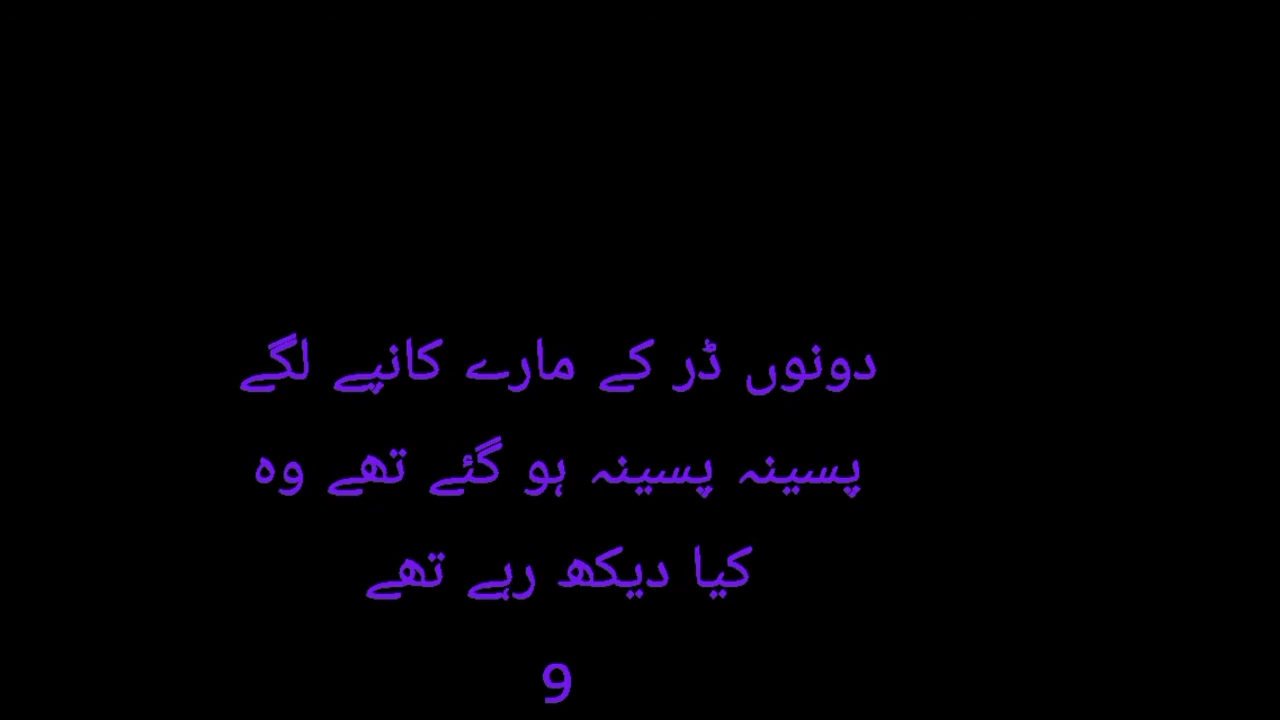 دونوں ڈر کے مارے کانپے لگے
پسینہ پسینہ ہو گئے تھے وہ
کیا دیکھ رہے تھے
9